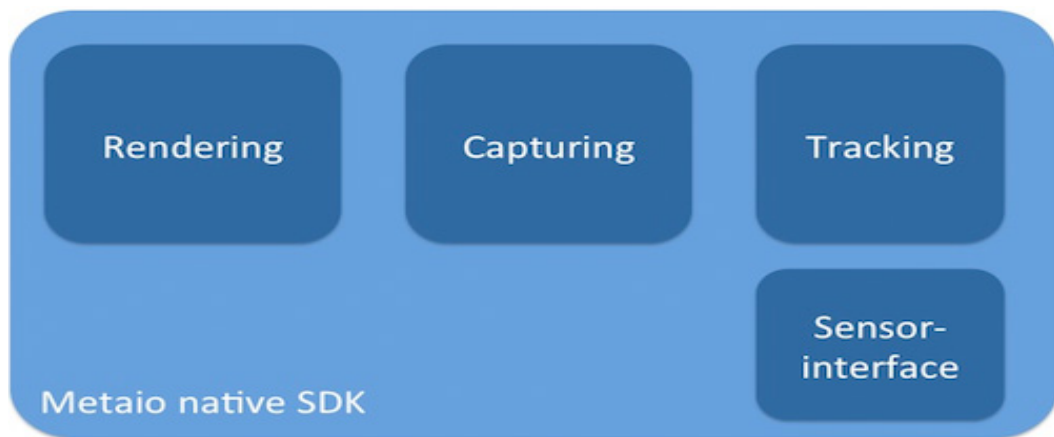 Rendering
Capturing
Tracking
Sensor-
interface
Metaio native SDK